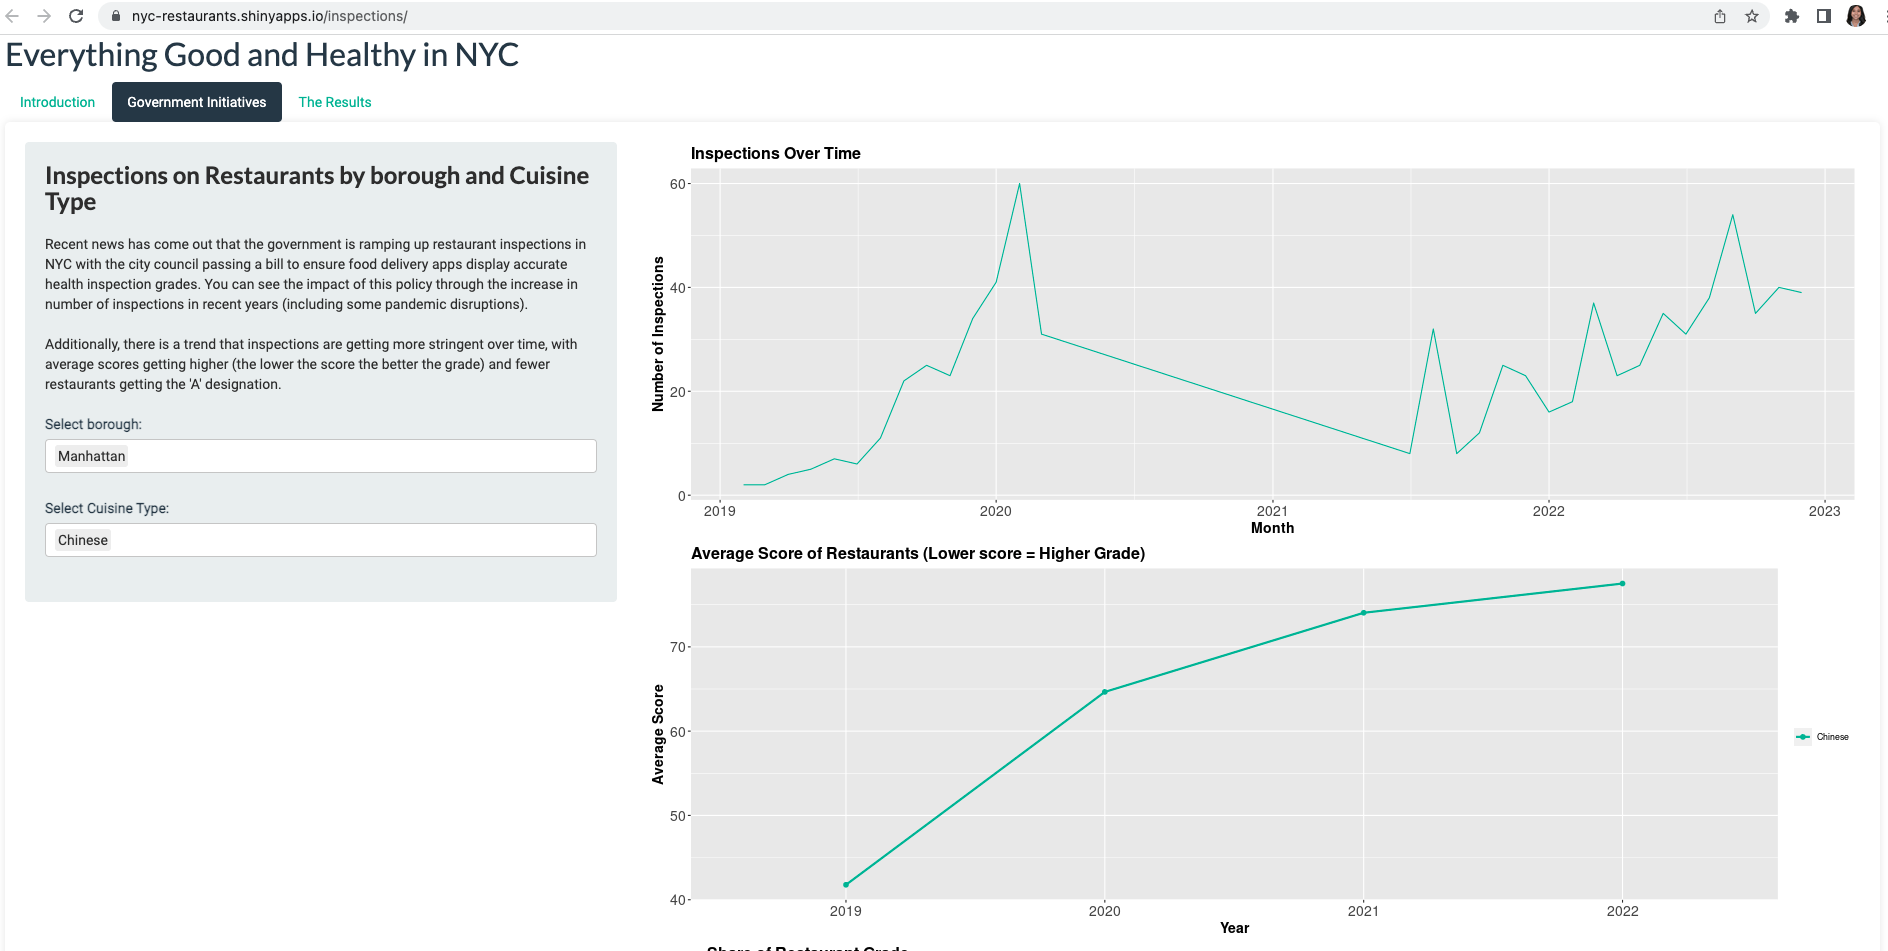 nyc-restaurants.shinyapps.io/inspections/
Everything Good and Healthy in NYC
Introduction
Government Initiatives
The Results
Inspections on Restaurants by borough and Cuisine
Type
Recent news has come out that the government is ramping up restaurant inspections in
NYC with the city council passing a bill to ensure food delivery apps display accurate
health inspection grades. You can see the impact of this policy through the increase in
number of inspections in recent years (including some pandemic disruptions).
Additionally, there is a trend that inspections are getting more stringent over time, with
average scores getting higher (the lower the score the better the grade) and fewer
restaurants getting the 'A' designation.
Select borough:
Manhattan
Select Cuisine Type:
Chinese
Inspections Over Time
Number of Inspections
60
40
20
0
2019 2020 2021 2022 2023
Month
Average Score of Restaurants (Lower score = Higher Grade)
Average Score
70
60
50
40
2019 2020 2021 2022
Year
Chinese
Share of Restaurant Grade